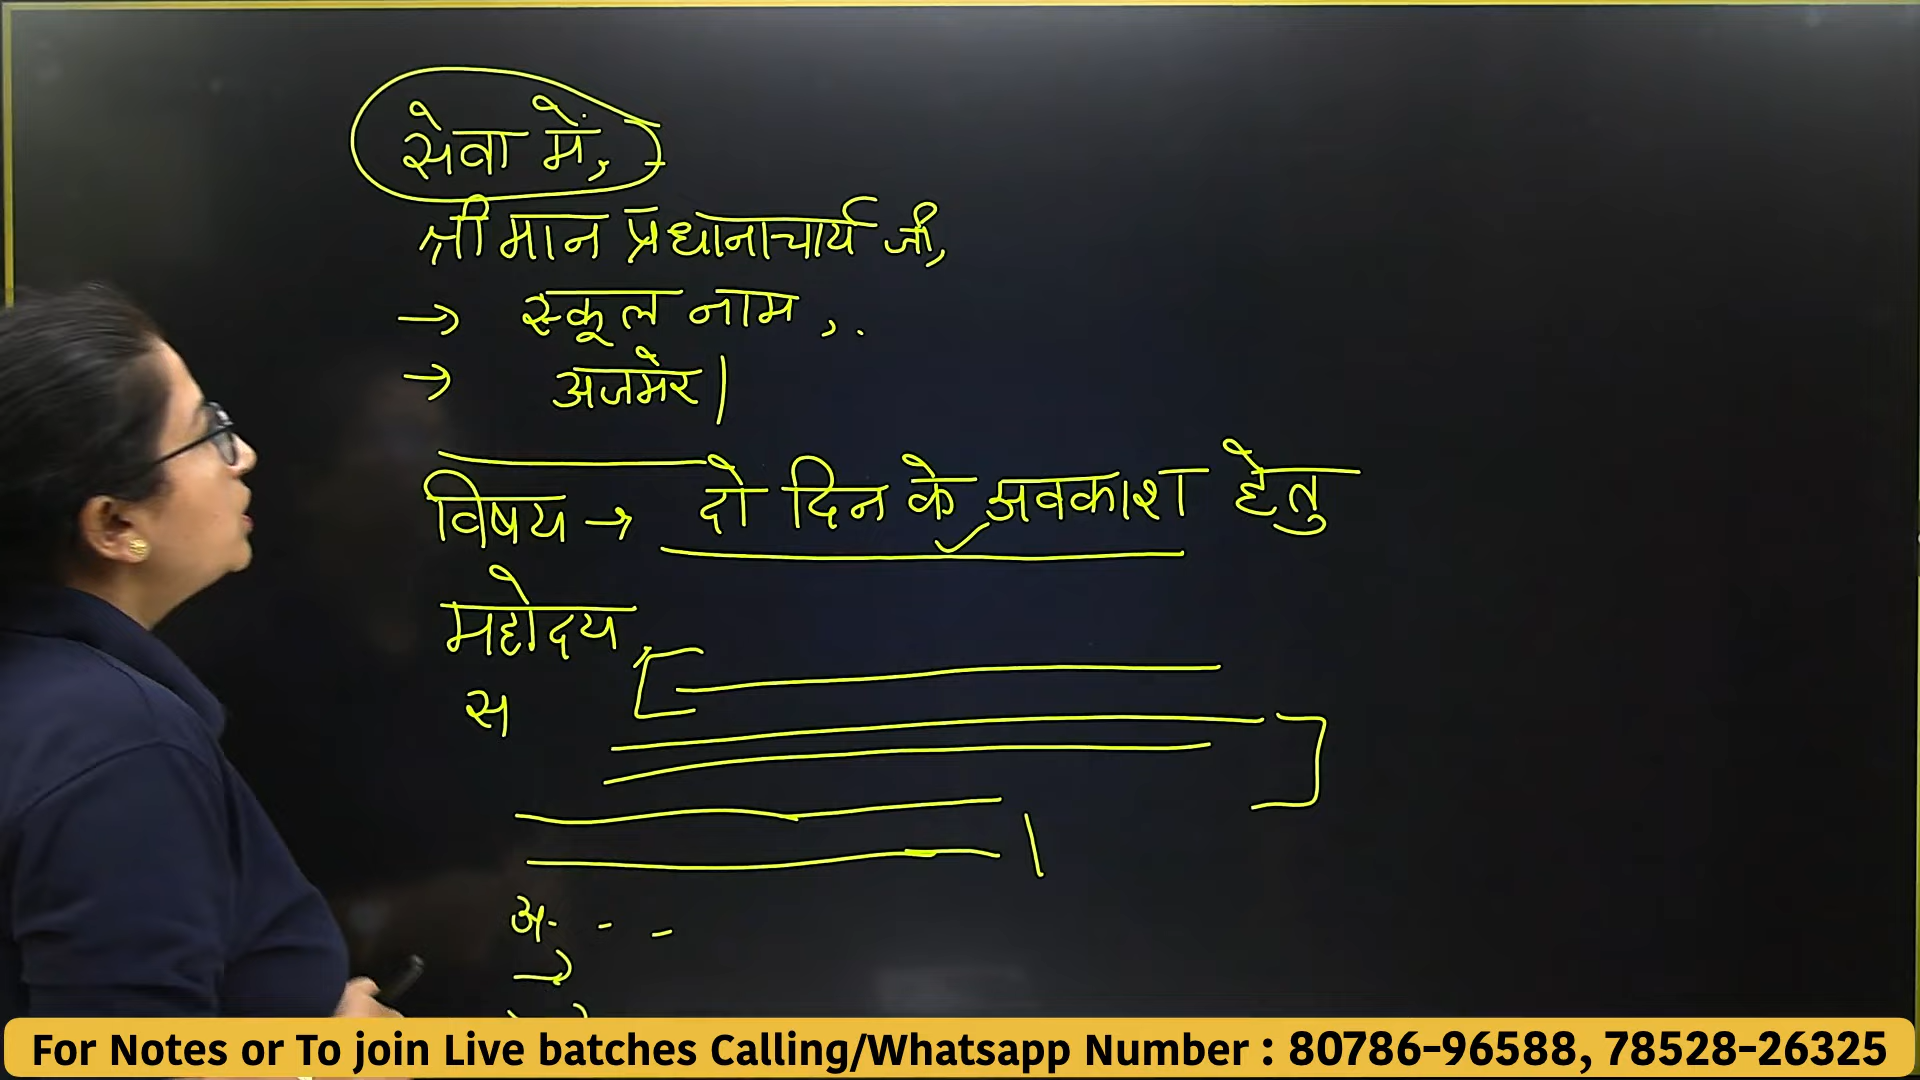 सेवा में,
श्रीमान प्रधानाचार्य जी,
→ स्कूल नाम,.
→ अजमेर|
विषय → दो दिन के अवकाश हेतु
महोदय,
स
अ- - -
→
For Notes or To join Live batches Calling/Whatsapp Number : 80786-96588, 78528-26325